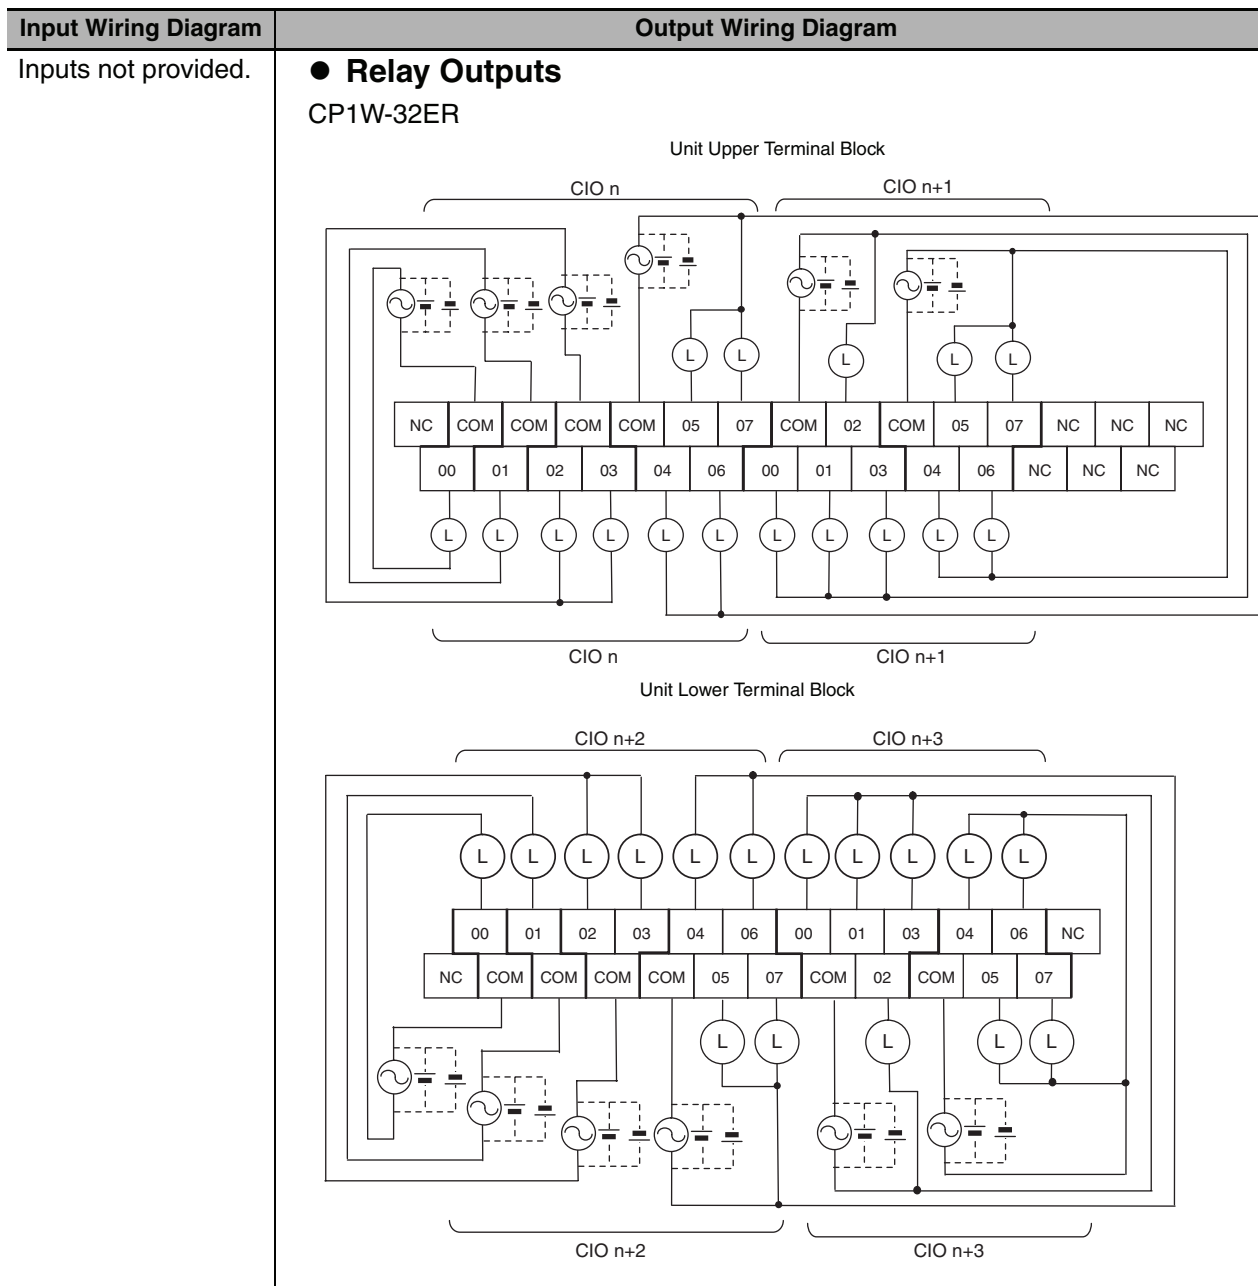 Input Wiring Diagram Output Wiring Diagram
Inputs not provided.
● Relay Outputs
CP1W-32ER
Unit Upper Terminal Block
CIO n CIO n+1
L L L L L
NC COM COM COM COM 05 07 COM 02 COM 05 07 NC NC NC
00 01 02 03 04 06 00 01 03 04 06 NC NC NC
L L L L L L L L L L L
CIO n CIO n+1
Unit Lower Terminal Block
CIO n+2 CIO n+3
L L L L L L L L L L L
00 01 02 03 04 06 00 01 03 04 06 NC
NC COM COM COM COM 05 07 COM 02 COM 05 07
L L L L L
CIO n+2 CIO n+3